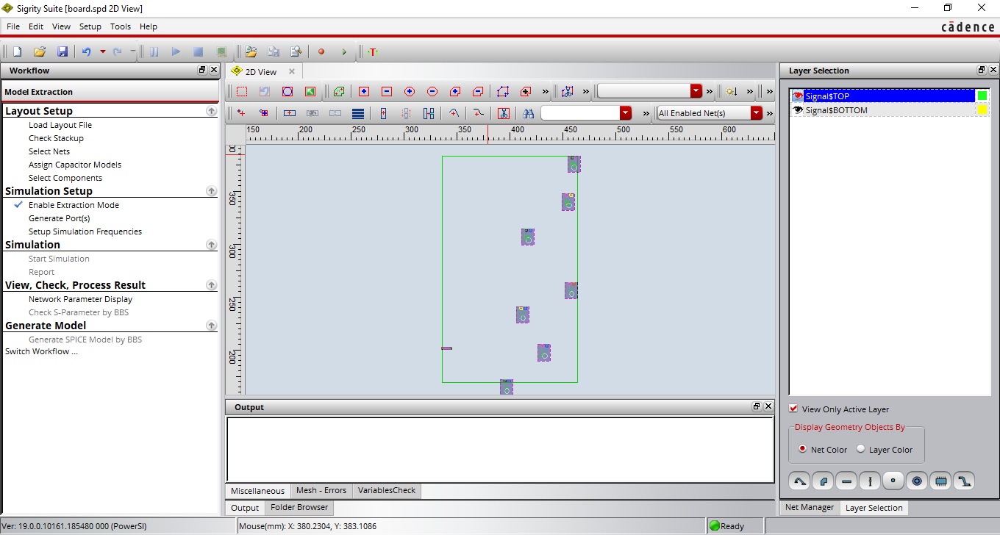 Sigrity Suite [board.spd 2D View]
File Edit View Setup Tools Help
cādence
Workflow
Model Extraction
Layout Setup
Load Layout File
Check Stackup
Select Nets
Assign Capacitor Models
Select Components
Simulation Setup
Enable Extraction Mode
Generate Port(s)
Setup Simulation Frequencies
Simulation
Start Simulation
Report
View, Check, Process Result
Network Parameter Display
Check S-Parameter by BBS
Generate Model
Generate SPICE Model by BBS
Switch Workflow ...
2D View
All Enabled Net(s)
150 200 250 300 350 400 450 500 550 600
350
300
250
200
Output
Miscellaneous Mesh - Errors VariablesCheck
Output Folder Browser
Layer Selection
Signal$TOP
Signal$BOTTOM
View Only Active Layer
Display Geometry Objects By
Net Color Layer Color
Net Manager Layer Selection
Ver: 19.0.0.10161.185480 000 (PowerSI)
Mouse(mm): X: 380.2304, Y: 383.1086
Ready